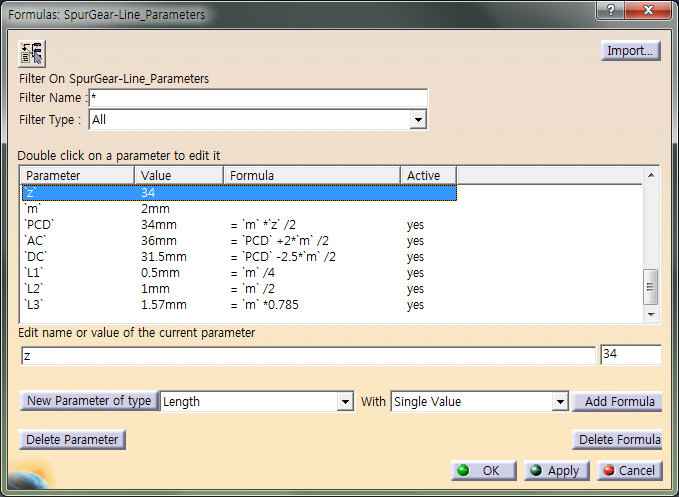 Formulas: SpurGear-Line_Parameters
Import...
Filter On SpurGear-Line_Parameters
Filter Name : *
Filter Type : All
Double click on a parameter to edit it
Parameter Value Formula Active
`z` 34
`m` 2mm
`PCD` 34mm = `m` *`z` /2 yes
`AC` 36mm = `PCD` +2*`m` /2 yes
`DC` 31.5mm = `PCD` -2.5*`m` /2 yes
`L1` 0.5mm = `m` /4 yes
`L2` 1mm = `m` /2 yes
`L3` 1.57mm = `m` *0.785 yes
Edit name or value of the current parameter
z 34
New Parameter of type Length With Single Value Add Formula
Delete Parameter Delete Formula
OK Apply Cancel